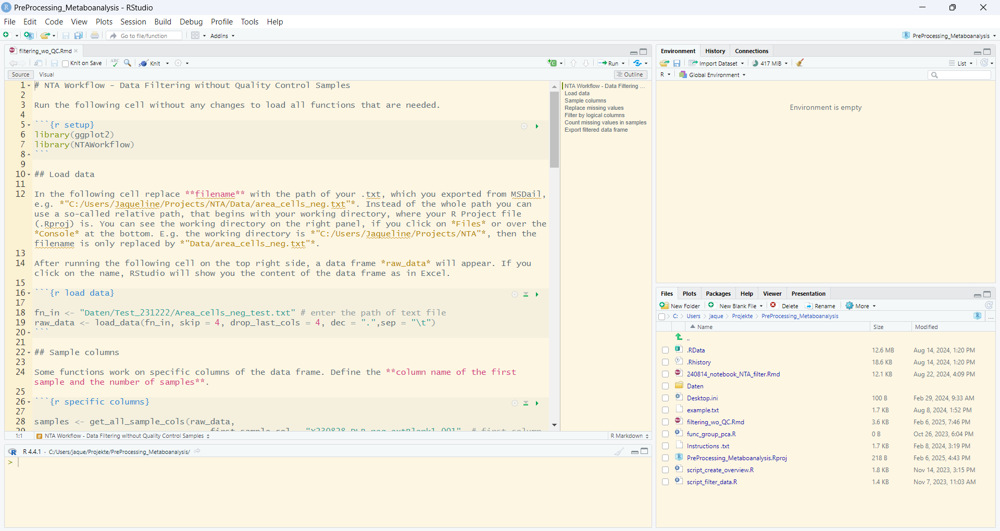 PreProcessing_Metaboanalysis - RStudio
File Edit Code View Plots Session Build Debug Profile Tools Help
Go to file/function Addins PreProcessing_Metaboanalysis
filtering_wo_QC.Rmd
Knit on Save ABC Knit Run
Source Visual Outline
1 # NTA Workflow - Data Filtering without Quality Control Samples
2
3 Run the following cell without any changes to load all functions that are needed.
4
5 ```{r setup}
6 library(ggplot2)
7 library(NTAWorkflow)
8 ```
9
10 ## Load data
11
12 In the following cell replace **filename** with the path of your .txt, which you exported from MSDail,
e.g. *"C:/Users/Jaqueline/Projects/NTA/Data/area_cells_neg.txt"*. Instead of the whole path you can
use a so-called relative path, that begins with your working directory, where your R Project file
(.Rproj) is. You can see the working directory on the right panel, if you click on *Files* or over the
*Console* at the bottom. E.g. the working directory is *"C:/Users/Jaqueline/Projects/NTA"*, then the
filename is only replaced by *"Data/area_cells_neg.txt"*.
13
14 After running the following cell on the top right side, a data frame *raw_data* will appear. If you
click on the name, RStudio will show you the content of the data frame as in Excel.
15
16 ```{r load data}
17
18 fn_in <- "Daten/Test_231222/Area_cells_neg_test.txt" # enter the path of text file
19 raw_data <- load_data(fn_in, skip = 4, drop_last_cols = 4, dec = ".",sep = "\t")
20 ```
21
22 ## Sample columns
23
24 Some functions work on specific columns of the data frame. Define the **column name of the first
sample and the number of samples**.
25
26 ```{r specific columns}
27
28 samples <- get_all_sample_cols(raw_data,
29 first_sample_col "X230828_DLR_neg_extBlank1_001" # first column
NTA Workflow - Data Filtering ...
Load data
Sample columns
Replace missing values
Filter by logical columns
Count missing values in samples
Export filtered data frame
1:1 # NTA Workflow - Data Filtering without Quality Control Samples R Markdown
R 4.4.1 · C:/Users/jaque/Projekte/PreProcessing_Metaboanalysis/
>
Environment History Connections
Import Dataset 417 MiB List
R Global Environment
Environment is empty
Files Plots Packages Help Viewer Presentation
New Folder New Blank File Delete Rename More
C: Users jaque Projekte PreProcessing_Metaboanalysis ...
Name Size Modified
..
.RData 12.6 MB Aug 14, 2024, 1:20 PM
.Rhistory 18.6 KB Aug 14, 2024, 1:20 PM
240814_notebook_NTA_filter.Rmd 12.1 KB Aug 22, 2024, 4:09 PM
Daten
Desktop.ini 100 B Feb 29, 2024, 9:33 AM
example.txt 1.7 KB Aug 8, 2024, 1:52 PM
filtering_wo_QC.Rmd 3.6 KB Feb 6, 2025, 7:46 PM
func_group_pca.R 0 B Oct 26, 2023, 6:04 PM
Instructions .txt 1.7 KB Feb 8, 2024, 3:19 PM
PreProcessing_Metaboanalysis.Rproj 218 B Feb 6, 2025, 4:43 PM
script_create_overview.R 1.8 KB Nov 14, 2023, 3:15 PM
script_filter_data.R 1.4 KB Nov 7, 2023, 11:03 AM